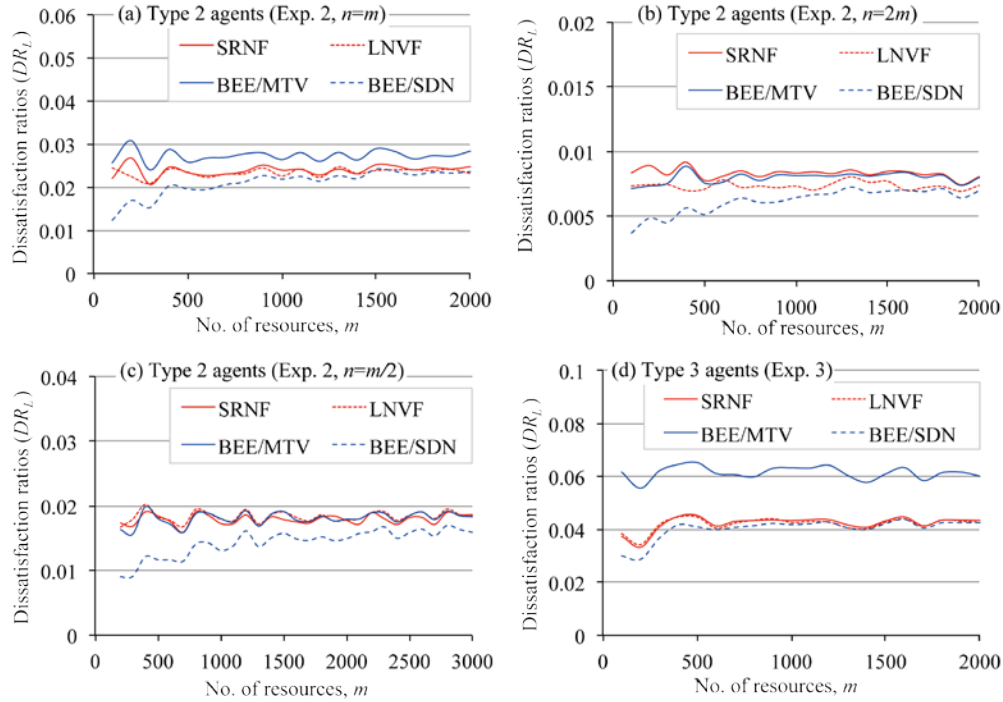 (a) Type 2 agents (Exp. 2, n=m)
Dissatisfaction ratios (DR_L)
0.06
0.06
0.04
0.03
0.02
0.01
0
SRNF
LNVF
BEE/MTV
BEE/SDN
0 500 1000 1500 2000
No. of resources, m
(b) Type 2 agents (Exp. 2, n=2m)
Dissatisfaction ratios (DR_L)
0.02
0.015
0.01
0.005
0
SRNF
LNVF
BEE/MTV
BEE/SDN
0 500 1000 1500 2000
No. of resources, m
(c) Type 2 agents (Exp. 2, n=m/2)
Dissatisfaction ratios (DR_L)
0.04
0.03
0.02
0.01
0
SRNF
LNVF
BEE/MTV
BEE/SDN
0 500 1000 1500 2000 2500 3000
No. of resources, m
(d) Type 3 agents (Exp. 3)
Dissatisfaction ratios (DR_L)
0.1
0.08
0.06
0.04
0.02
0
SRNF
LNVF
BEE/MTV
BEE/SDN
0 500 1000 1500 2000
No. of resources, m